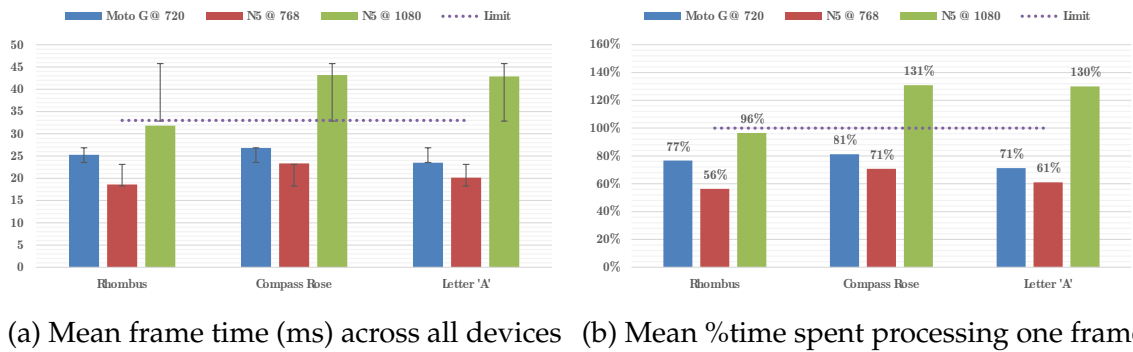 Moto G @ 720 N5 @ 768 N5 @ 1080 Limit
50
45
40
35
30
25
20
15
10
5
0
Rhombus Compass Rose Letter 'A'
(a) Mean frame time (ms) across all devices
Moto G @ 720 N5 @ 768 N5 @ 1080 Limit
160%
140%
120%
100%
80%
60%
40%
20%
0%
77% 56% 96% 81% 71% 131% 71% 61% 130%
Rhombus Compass Rose Letter 'A'
(b) Mean %time spent processing one frame